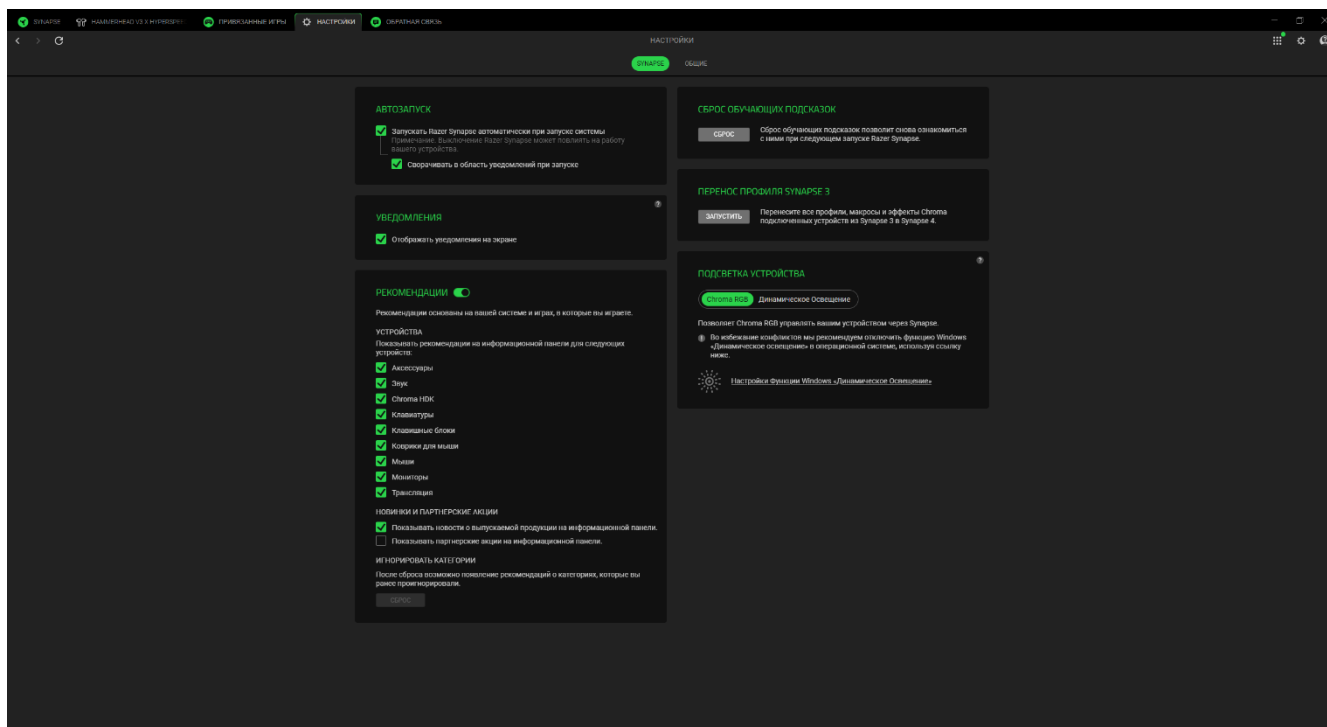 SYNAPSE
HAMMERHEAD V3 X HYPERSPEE
ПРИВЯЗАННЫЕ ИГРЫ
НАСТРОЙКИ
ОБРАТНАЯ СВЯЗЬ
НАСТРОЙКИ
SYNAPSE
ОБЩИЕ
АВТОЗАПУСК
Запускать Razer Synapse автоматически при запуске системы
Примечание. Выключение Razer Synapse может повлиять на работу
вашего устройства.
Сворачивать в область уведомлений при запуске
УВЕДОМЛЕНИЯ
Отображать уведомления на экране
РЕКОМЕНДАЦИИ
Рекомендации основаны на вашей системе и играх, в которые вы играете.
УСТРОЙСТВА
Показывать рекомендации на информационной панели для следующих
устройств:
Аксессуары
Звук
Chroma HDK
Клавиатуры
Клавишные блоки
Коврики для мыши
Мыши
Мониторы
Трансляция
НОВИНКИ И ПАРТНЕРСКИЕ АКЦИИ
Показывать новости о выпускаемой продукции на информационной панели.
Показывать партнерские акции на информационной панели.
ИГНОРИРОВАТЬ КАТЕГОРИИ
После сброса возможно появление рекомендаций о категориях, которые вы
ранее проигнорировали.
СБРОС
СБРОС ОБУЧАЮЩИХ ПОДСКАЗОК
СБРОС
Сброс обучающих подсказок позволит снова ознакомиться
с ними при следующем запуске Razer Synapse.
ПЕРЕНОС ПРОФИЛЯ SYNAPSE 3
ЗАПУСТИТЬ
Перенесите все профили, макросы и эффекты Chroma
подключенных устройств из Synapse 3 в Synapse 4.
ПОДСВЕТКА УСТРОЙСТВА
Chroma RGB
Динамическое Освещение
Позволяет Chroma RGB управлять вашим устройством через Synapse.
Во избежание конфликтов мы рекомендуем отключить функцию Windows
«Динамическое освещение» в операционной системе, используя ссылку
ниже.
Настройки Функции Windows «Динамическое Освещение»